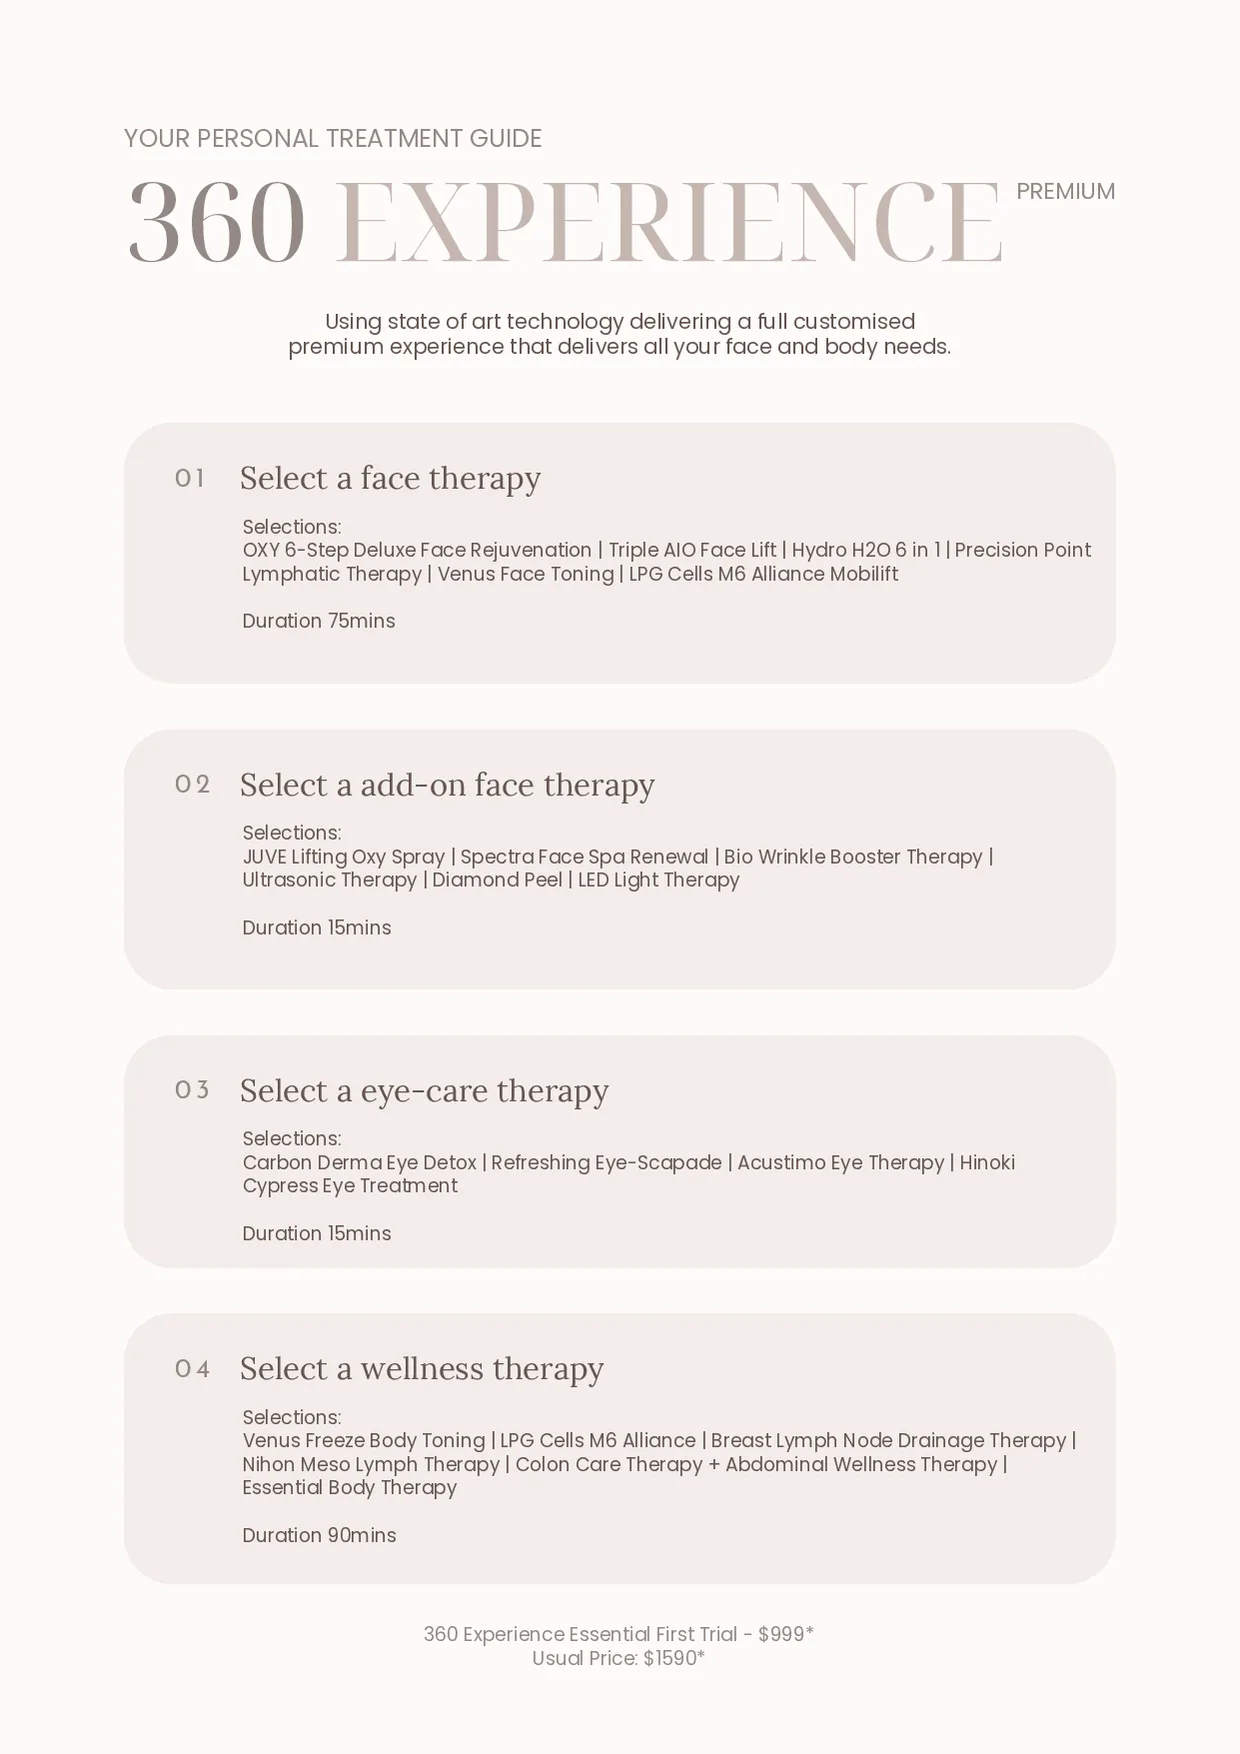 YOUR PERSONAL TREATMENT GUIDE
360 EXPERIENCE PREMIUM
Using state of art technology delivering a full customised
premium experience that delivers all your face and body needs.
01 Select a face therapy
Selections:
OXY 6-Step Deluxe Face Rejuvenation | Triple AIO Face Lift | Hydro H2O 6 in 1 | Precision Point
Lymphatic Therapy | Venus Face Toning | LPG Cells M6 Alliance Mobilift
Duration 75mins
02 Select a add-on face therapy
Selections:
JUVE Lifting Oxy Spray | Spectra Face Spa Renewal | Bio Wrinkle Booster Therapy |
Ultrasonic Therapy | Diamond Peel | LED Light Therapy
Duration 15mins
03 Select a eye-care therapy
Selections:
Carbon Derma Eye Detox | Refreshing Eye-Scapade | Acustimo Eye Therapy | Hinoki
Cypress Eye Treatment
Duration 15mins
04 Select a wellness therapy
Selections:
Venus Freeze Body Toning | LPG Cells M6 Alliance | Breast Lymph Node Drainage Therapy |
Nihon Meso Lymph Therapy | Colon Care Therapy + Abdominal Wellness Therapy |
Essential Body Therapy
Duration 90mins
360 Experience Essential First Trial - $999*
Usual Price: $1590*